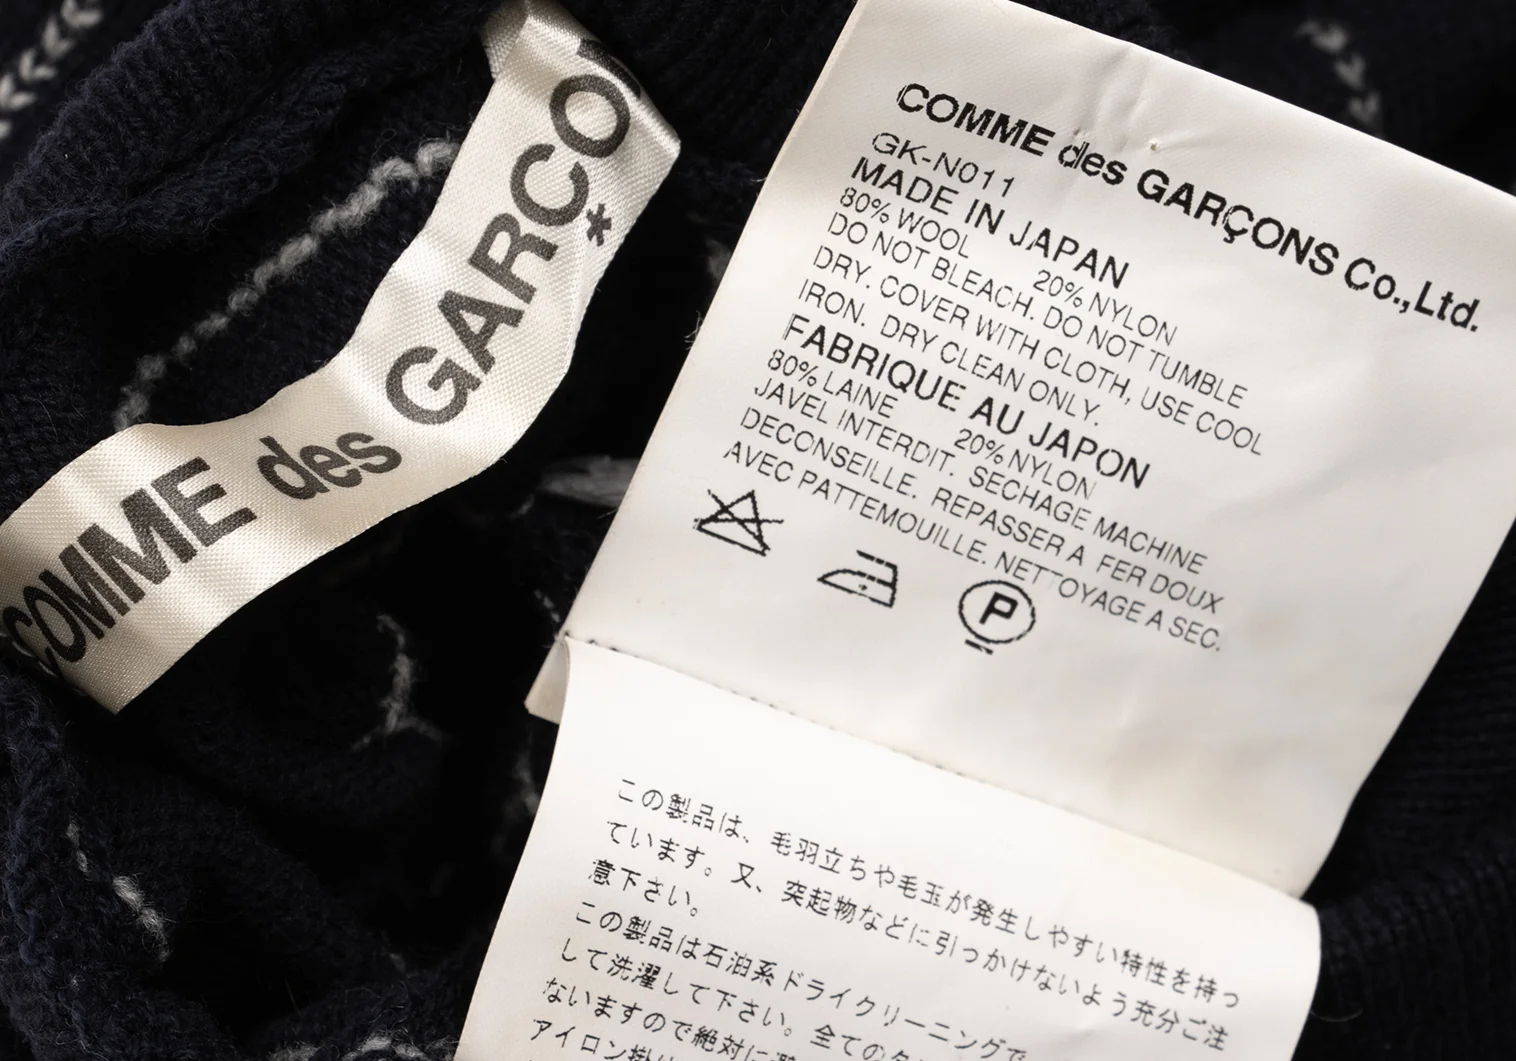 COMME des GARÇO
*
COMME des GARÇONS Co.,Ltd.
GK-N011
MADE IN JAPAN
80% WOOL 20% NYLON
DO NOT BLEACH. DO NOT TUMBLE
DRY. COVER WITH CLOTH, USE COOL
IRON. DRY CLEAN ONLY.
FABRIQUE AU JAPON
80% LAINE 20% NYLON
JAVEL INTERDIT. SECHAGE MACHINE
DECONSEILLE. REPASSER A FER DOUX
AVEC PATTEMOUILLE. NETTOYAGE A SEC.
P
この製品は、毛羽立ちや毛玉が発生しやすい特性を持っ
ています。又、突起物などに引っかけないよう充分ご注
意下さい。
この製品は石油系ドライクリーニングで
して洗濯して下さい。全ての
ないますので絶対に
アイロン掛け